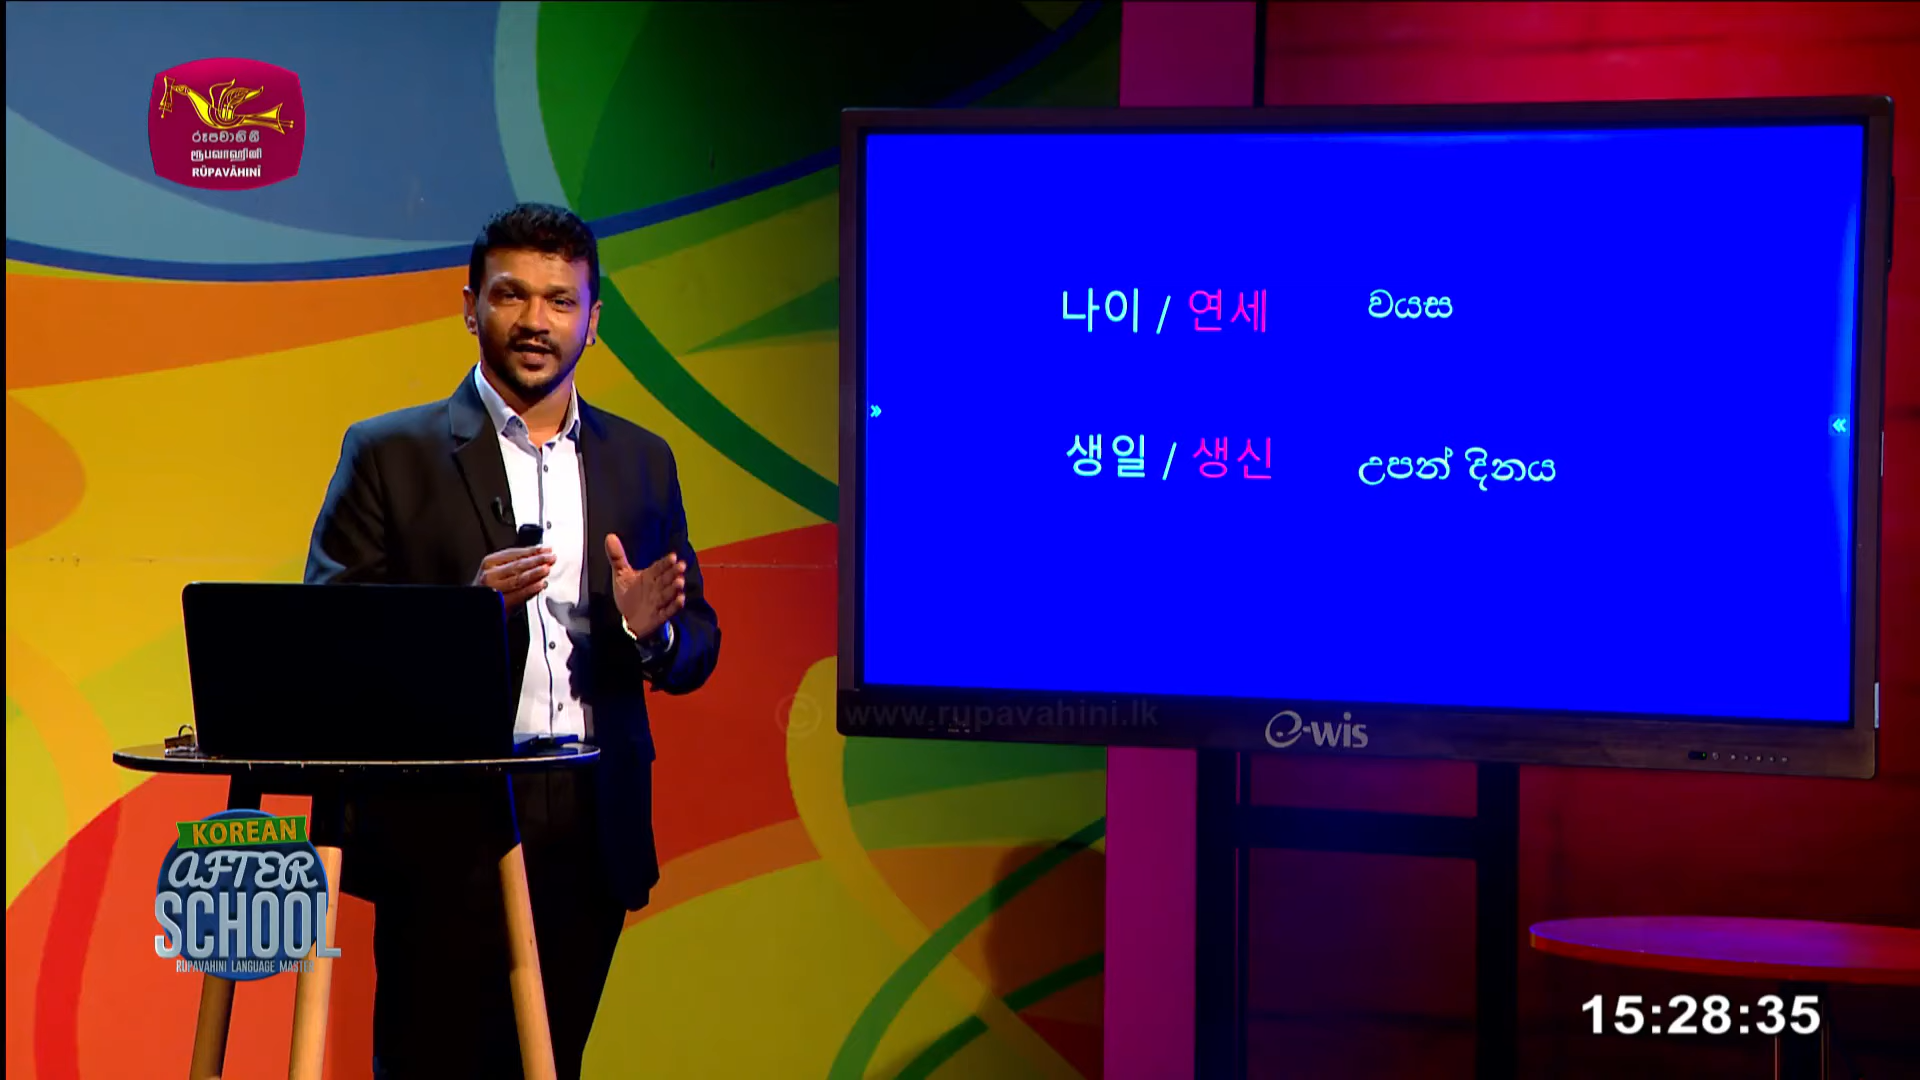 රූපවාහිනී
ரூபவாஹினி
RŪPAVĀHINĪ
나이 / 연세 වයස
생일 / 생신 උපන් දිනය
»
«
© www.rupavahini.lk
e-wis
KOREAN
AFTER
SCHOOL
RUPAVAHINI LANGUAGE MASTER
15:28:35